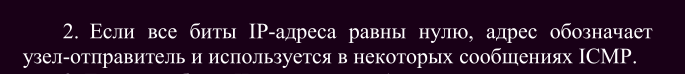 2. Если все биты IP-адреса равны нулю, адрес обозначает
узел-отправитель и используется в некоторых сообщениях ICMP.